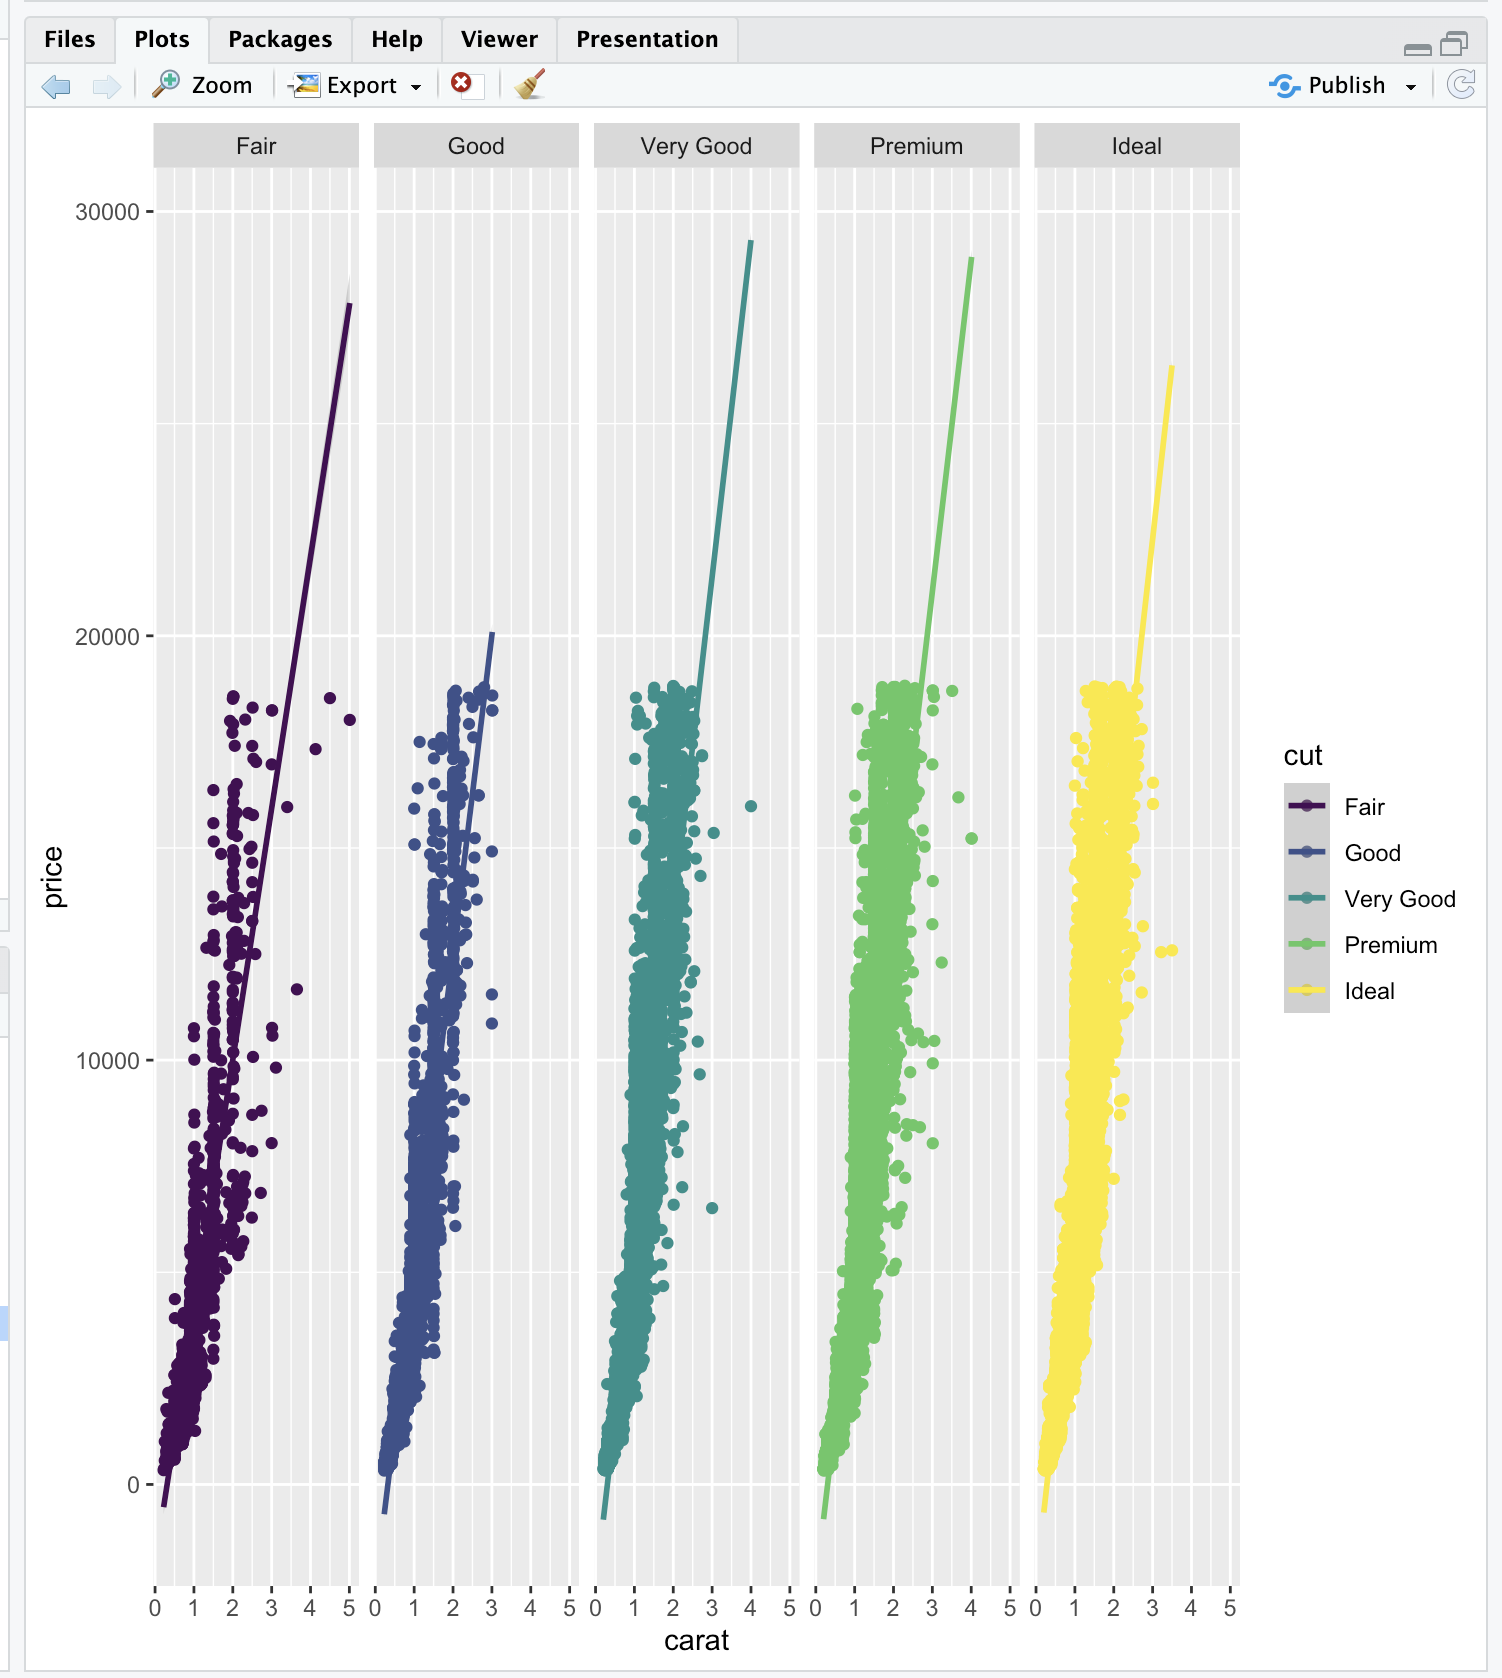 Files Plots Packages Help Viewer Presentation
Zoom Export Publish
Fair Good Very Good Premium Ideal
30000
20000
10000
0
price
0 1 2 3 4 5 0 1 2 3 4 5 0 1 2 3 4 5 0 1 2 3 4 5 0 1 2 3 4 5
carat
cut
Fair
Good
Very Good
Premium
Ideal